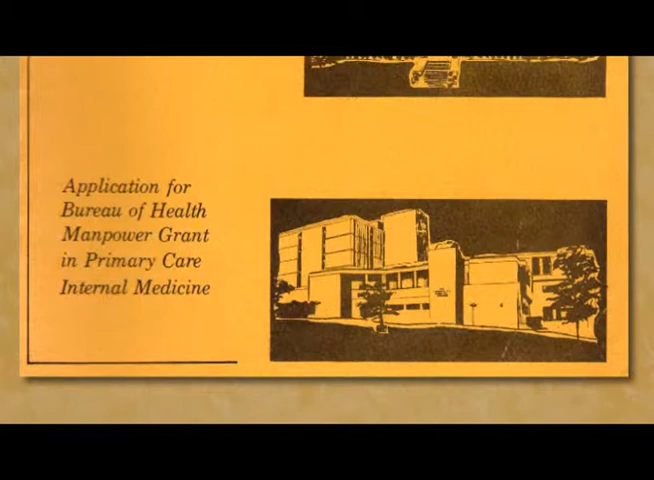 Application for
Bureau of Health
Manpower Grant
in Primary Care
Internal Medicine